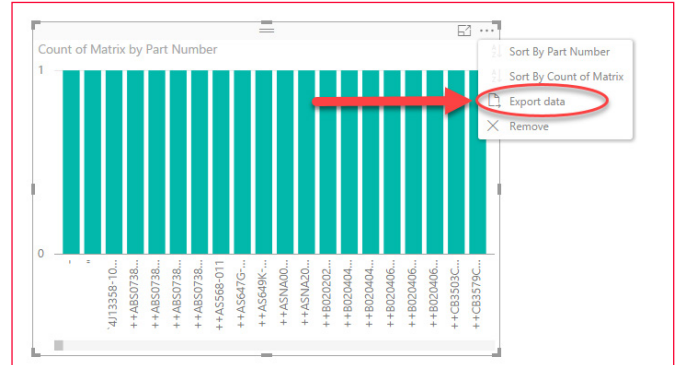 Count of Matrix by Part Number
1
0
-
"
'4J13358-10...
++ABS0738...
++ABS0738...
++ABS0738...
++ABS0738...
++AS568-011
++AS647G-...
++AS649K-...
++ASNA00...
++ASNA20...
++B020202...
++B020404...
++B020404...
++B020406...
++B020406...
++B020406...
++CB3503C...
++CB3579C...
Sort By Part Number
Sort By Count of Matrix
Export data
Remove